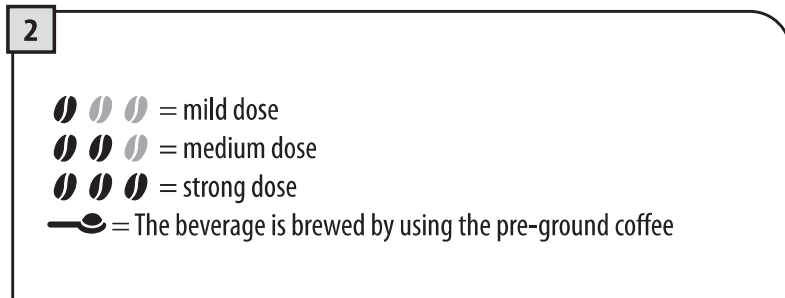 2
= mild dose
= medium dose
= strong dose
= The beverage is brewed by using the pre-ground coffee